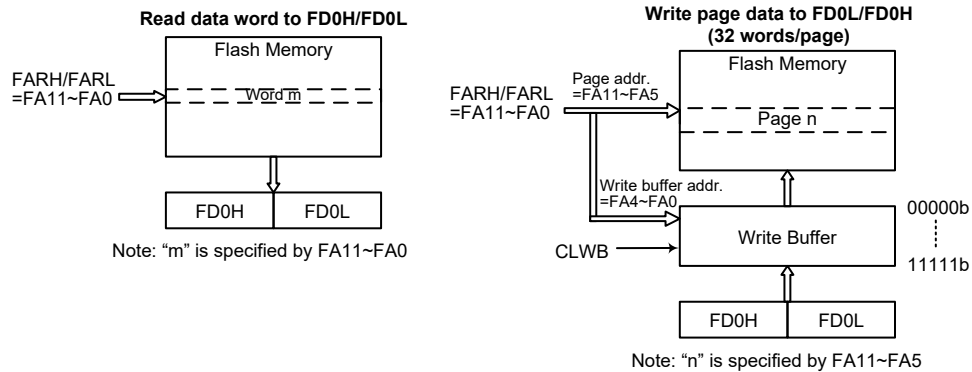 Read data word to FD0H/FD0L
Flash Memory
FARH/FARL
=FA11~FA0
Word m
FD0H
FD0L
Note: “m” is specified by FA11~FA0
Write page data to FD0L/FD0H
(32 words/page)
Flash Memory
Page addr.
=FA11~FA5
FARH/FARL
=FA11~FA0
Page n
Write buffer addr.
=FA4~FA0
00000b
Write Buffer
CLWB
11111b
FD0H
FD0L
Note: “n” is specified by FA11~FA5